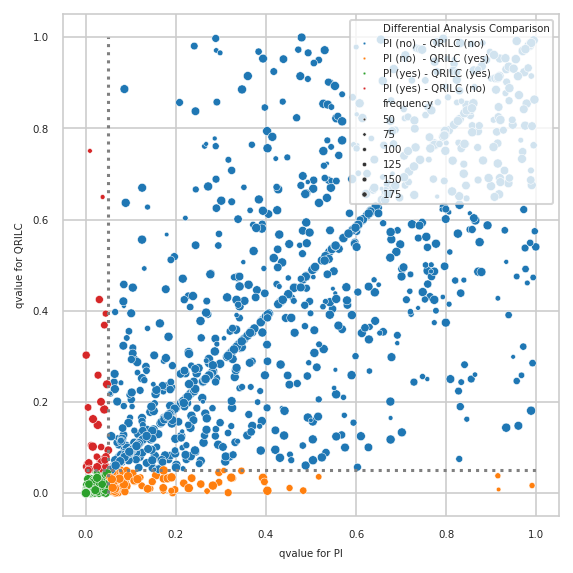 Differential Analysis Comparison
PI (no)  - QRILC (no)
PI (no)  - QRILC (yes)
PI (yes) - QRILC (yes)
PI (yes) - QRILC (no)
frequency
50
75
100
125
150
175
1.0
0.8
0.6
0.4
0.2
0.0
qvalue for QRILC
0.0 0.2 0.4 0.6 0.8 1.0
qvalue for PI